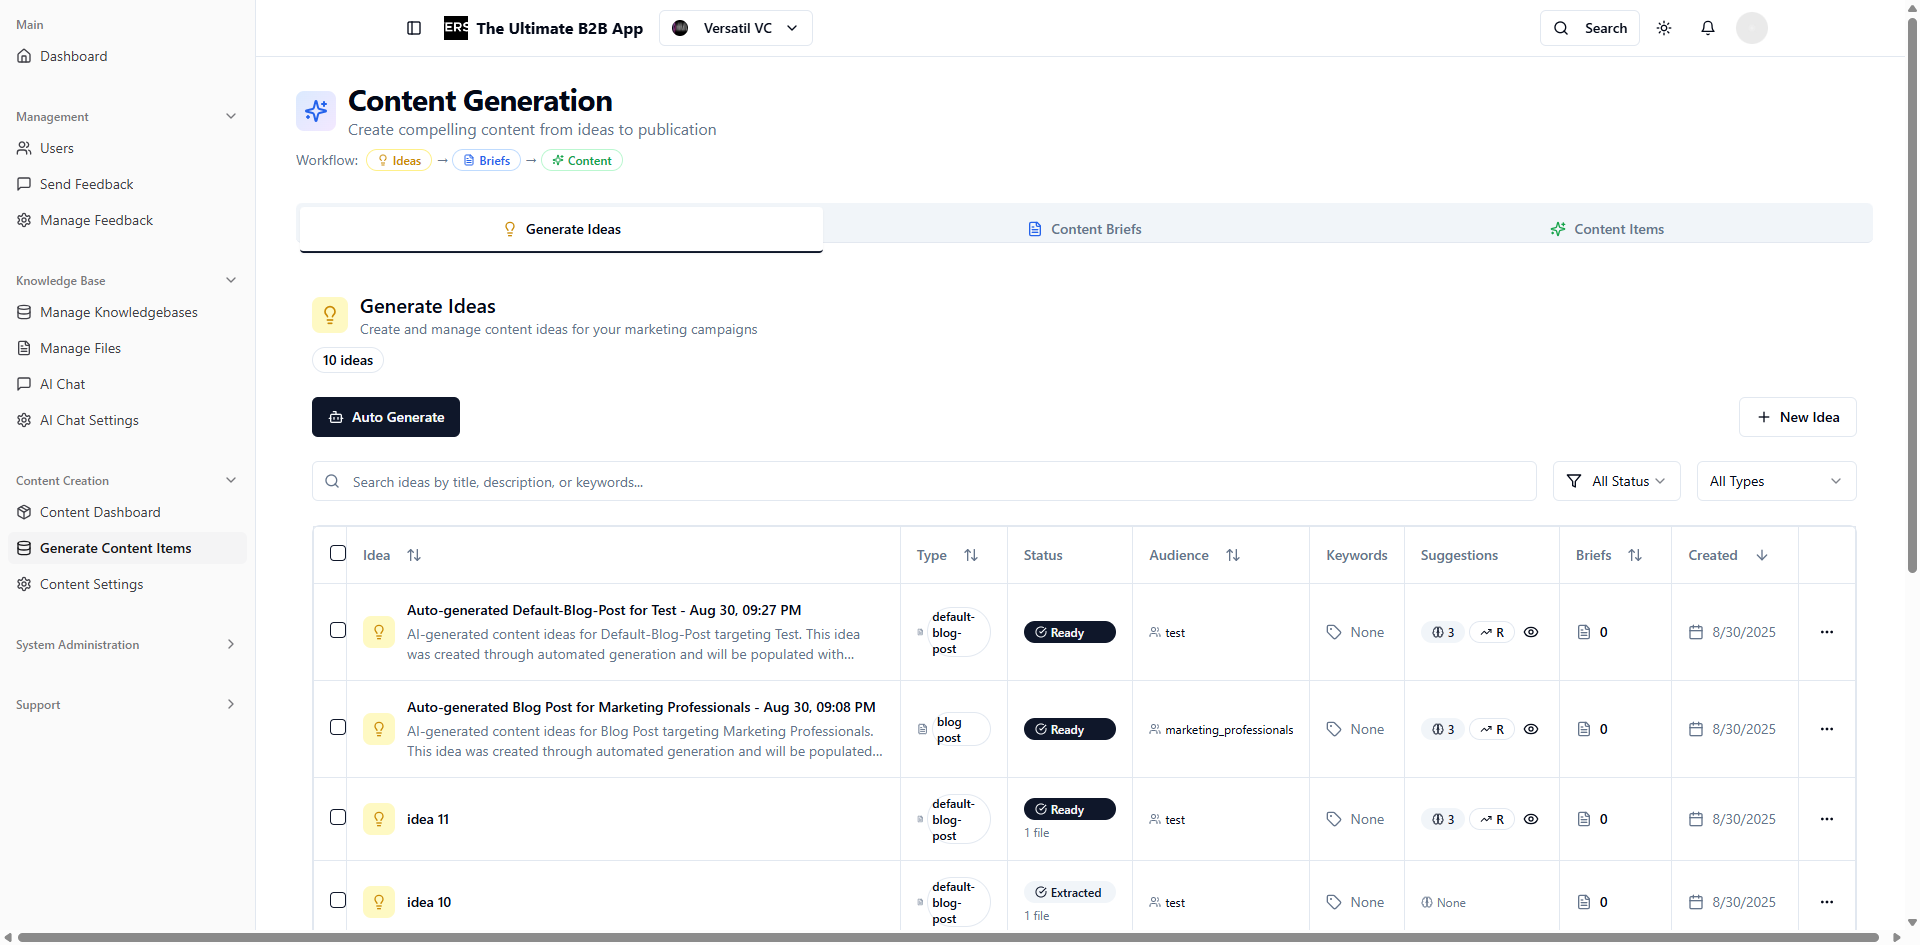 Main
Dashboard
Management
Users
Send Feedback
Manage Feedback
Knowledge Base
Manage Knowledgebases
Manage Files
AI Chat
AI Chat Settings
Content Creation
Content Dashboard
Generate Content Items
Content Settings
System Administration
Support
ERS The Ultimate B2B App
Versatil VC
Search
Content Generation
Create compelling content from ideas to publication
Workflow: Ideas → Briefs → Content
Generate Ideas
Content Briefs
Content Items
Generate Ideas
Create and manage content ideas for your marketing campaigns
10 ideas
Auto Generate
New Idea
Search ideas by title, description, or keywords...
All Status
All Types
Idea Type Status Audience Keywords Suggestions Briefs Created
Auto-generated Default-Blog-Post for Test - Aug 30, 09:27 PM
AI-generated content ideas for Default-Blog-Post targeting Test. This idea
was created through automated generation and will be populated with...
default-
blog-
post
Ready
test
None
3 R
0
8/30/2025
Auto-generated Blog Post for Marketing Professionals - Aug 30, 09:08 PM
AI-generated content ideas for Blog Post targeting Marketing Professionals.
This idea was created through automated generation and will be populated...
blog
post
Ready
marketing_professionals
None
3 R
0
8/30/2025
idea 11
default-
blog-
post
Ready
1 file
test
None
3 R
0
8/30/2025
idea 10
default-
blog-
post
Extracted
1 file
test
None
None
0
8/30/2025